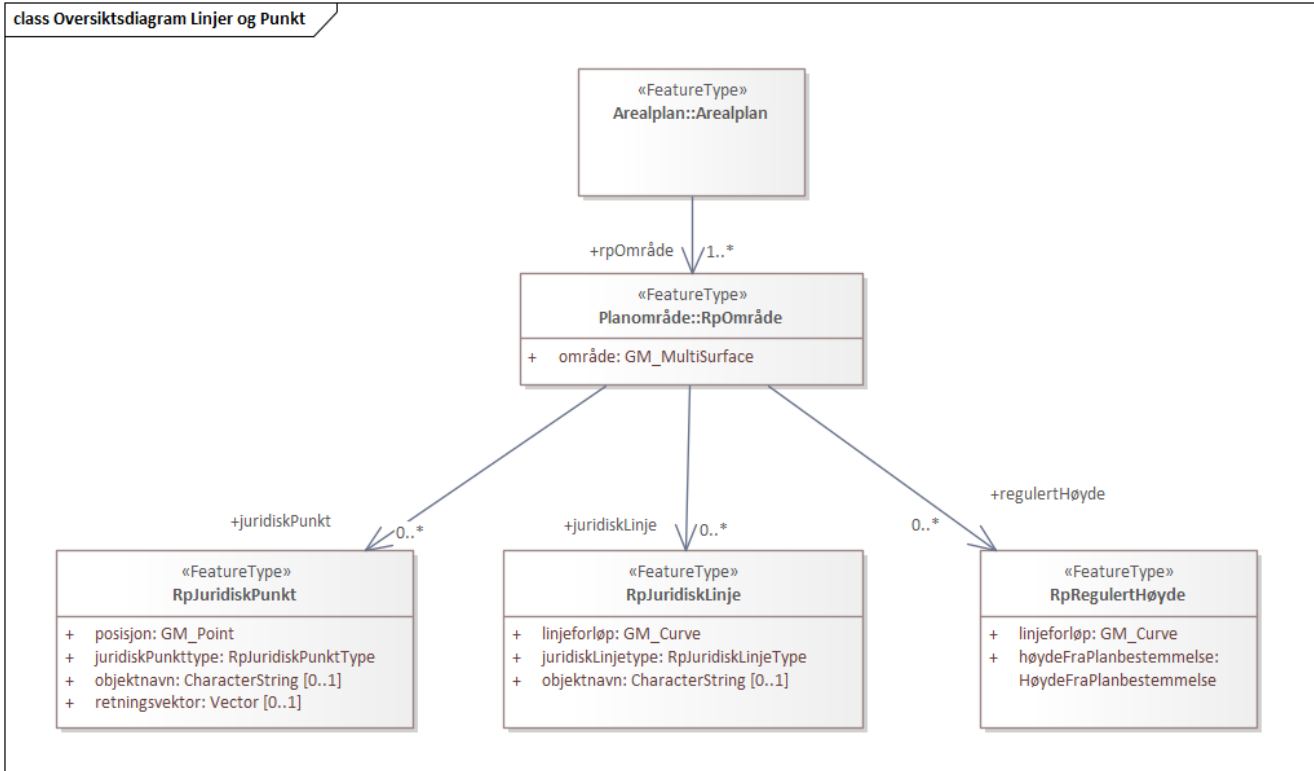 class Oversiktsdiagram Linjer og Punkt
«FeatureType»
Arealplan::Arealplan
+rpOmråde
1..*
«FeatureType»
Planområde::RpOmråde
+ område: GM_MultiSurface
+juridiskPunkt
0..*
+juridiskLinje
0..*
+regulertHøyde
0..*
«FeatureType»
RpJuridiskPunkt
+ posisjon: GM_Point
+ juridiskPunkttype: RpJuridiskPunktType
+ objektnavn: CharacterString [0..1]
+ retningsvektor: Vector [0..1]
«FeatureType»
RpJuridiskLinje
+ linjeforløp: GM_Curve
+ juridiskLinjetype: RpJuridiskLinjeType
+ objektnavn: CharacterString [0..1]
«FeatureType»
RpRegulertHøyde
+ linjeforløp: GM_Curve
+ høydeFraPlanbestemmelse:
HøydeFraPlanbestemmelse